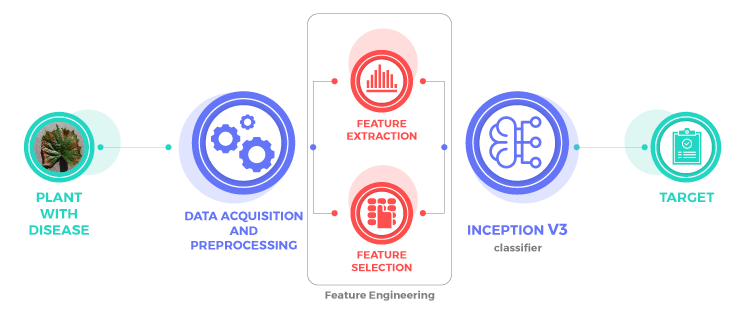 PLANT
WITH
DISEASE
DATA ACQUISITION
AND
PREPROCESSING
FEATURE
EXTRACTION
FEATURE
SELECTION
Feature Engineering
INCEPTION V3
classifier
TARGET